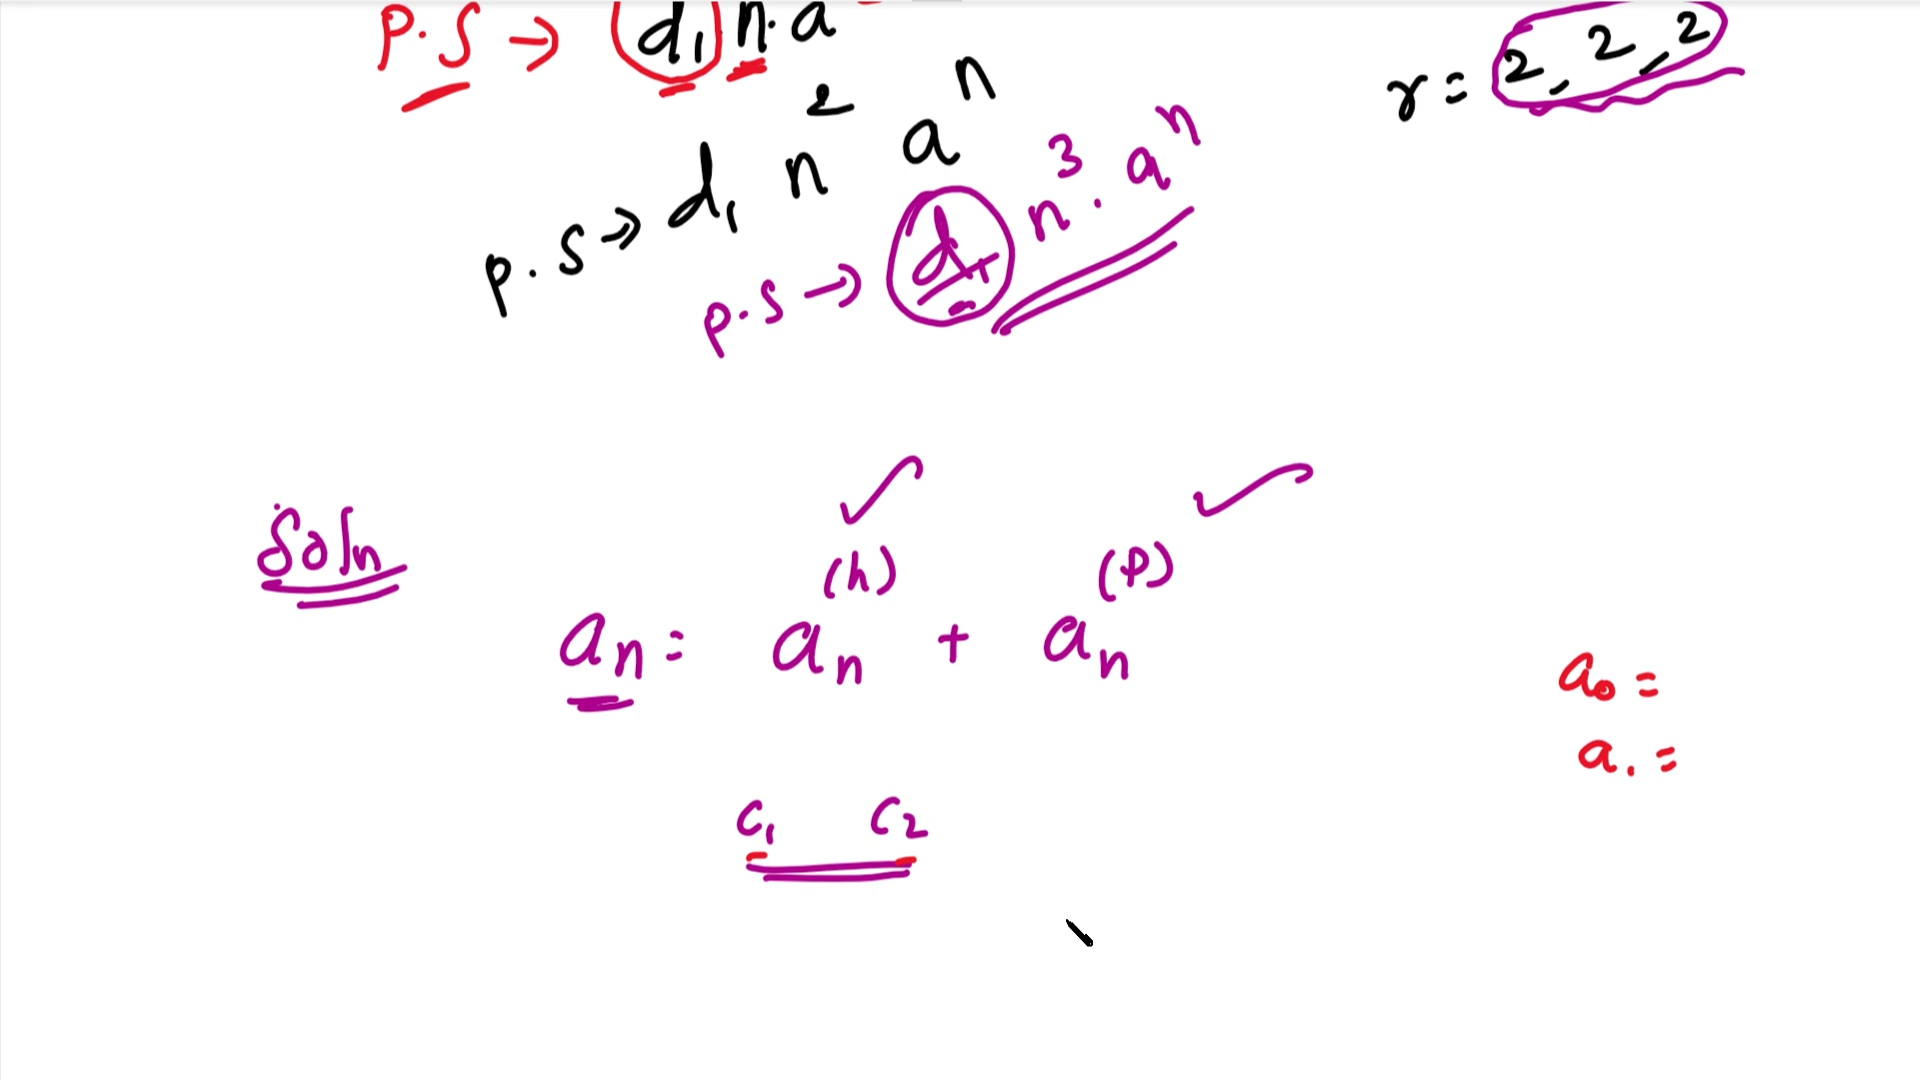 P.S → d₁ n. a
r = 2, 2, 2
p.S → d₁ n² aⁿ
p.S → d₁ n³. aⁿ
Soln
aₙ = aₙ⁽ʰ⁾ + aₙ⁽ᵖ⁾
a₀ =
a₁ =
C₁ C₂